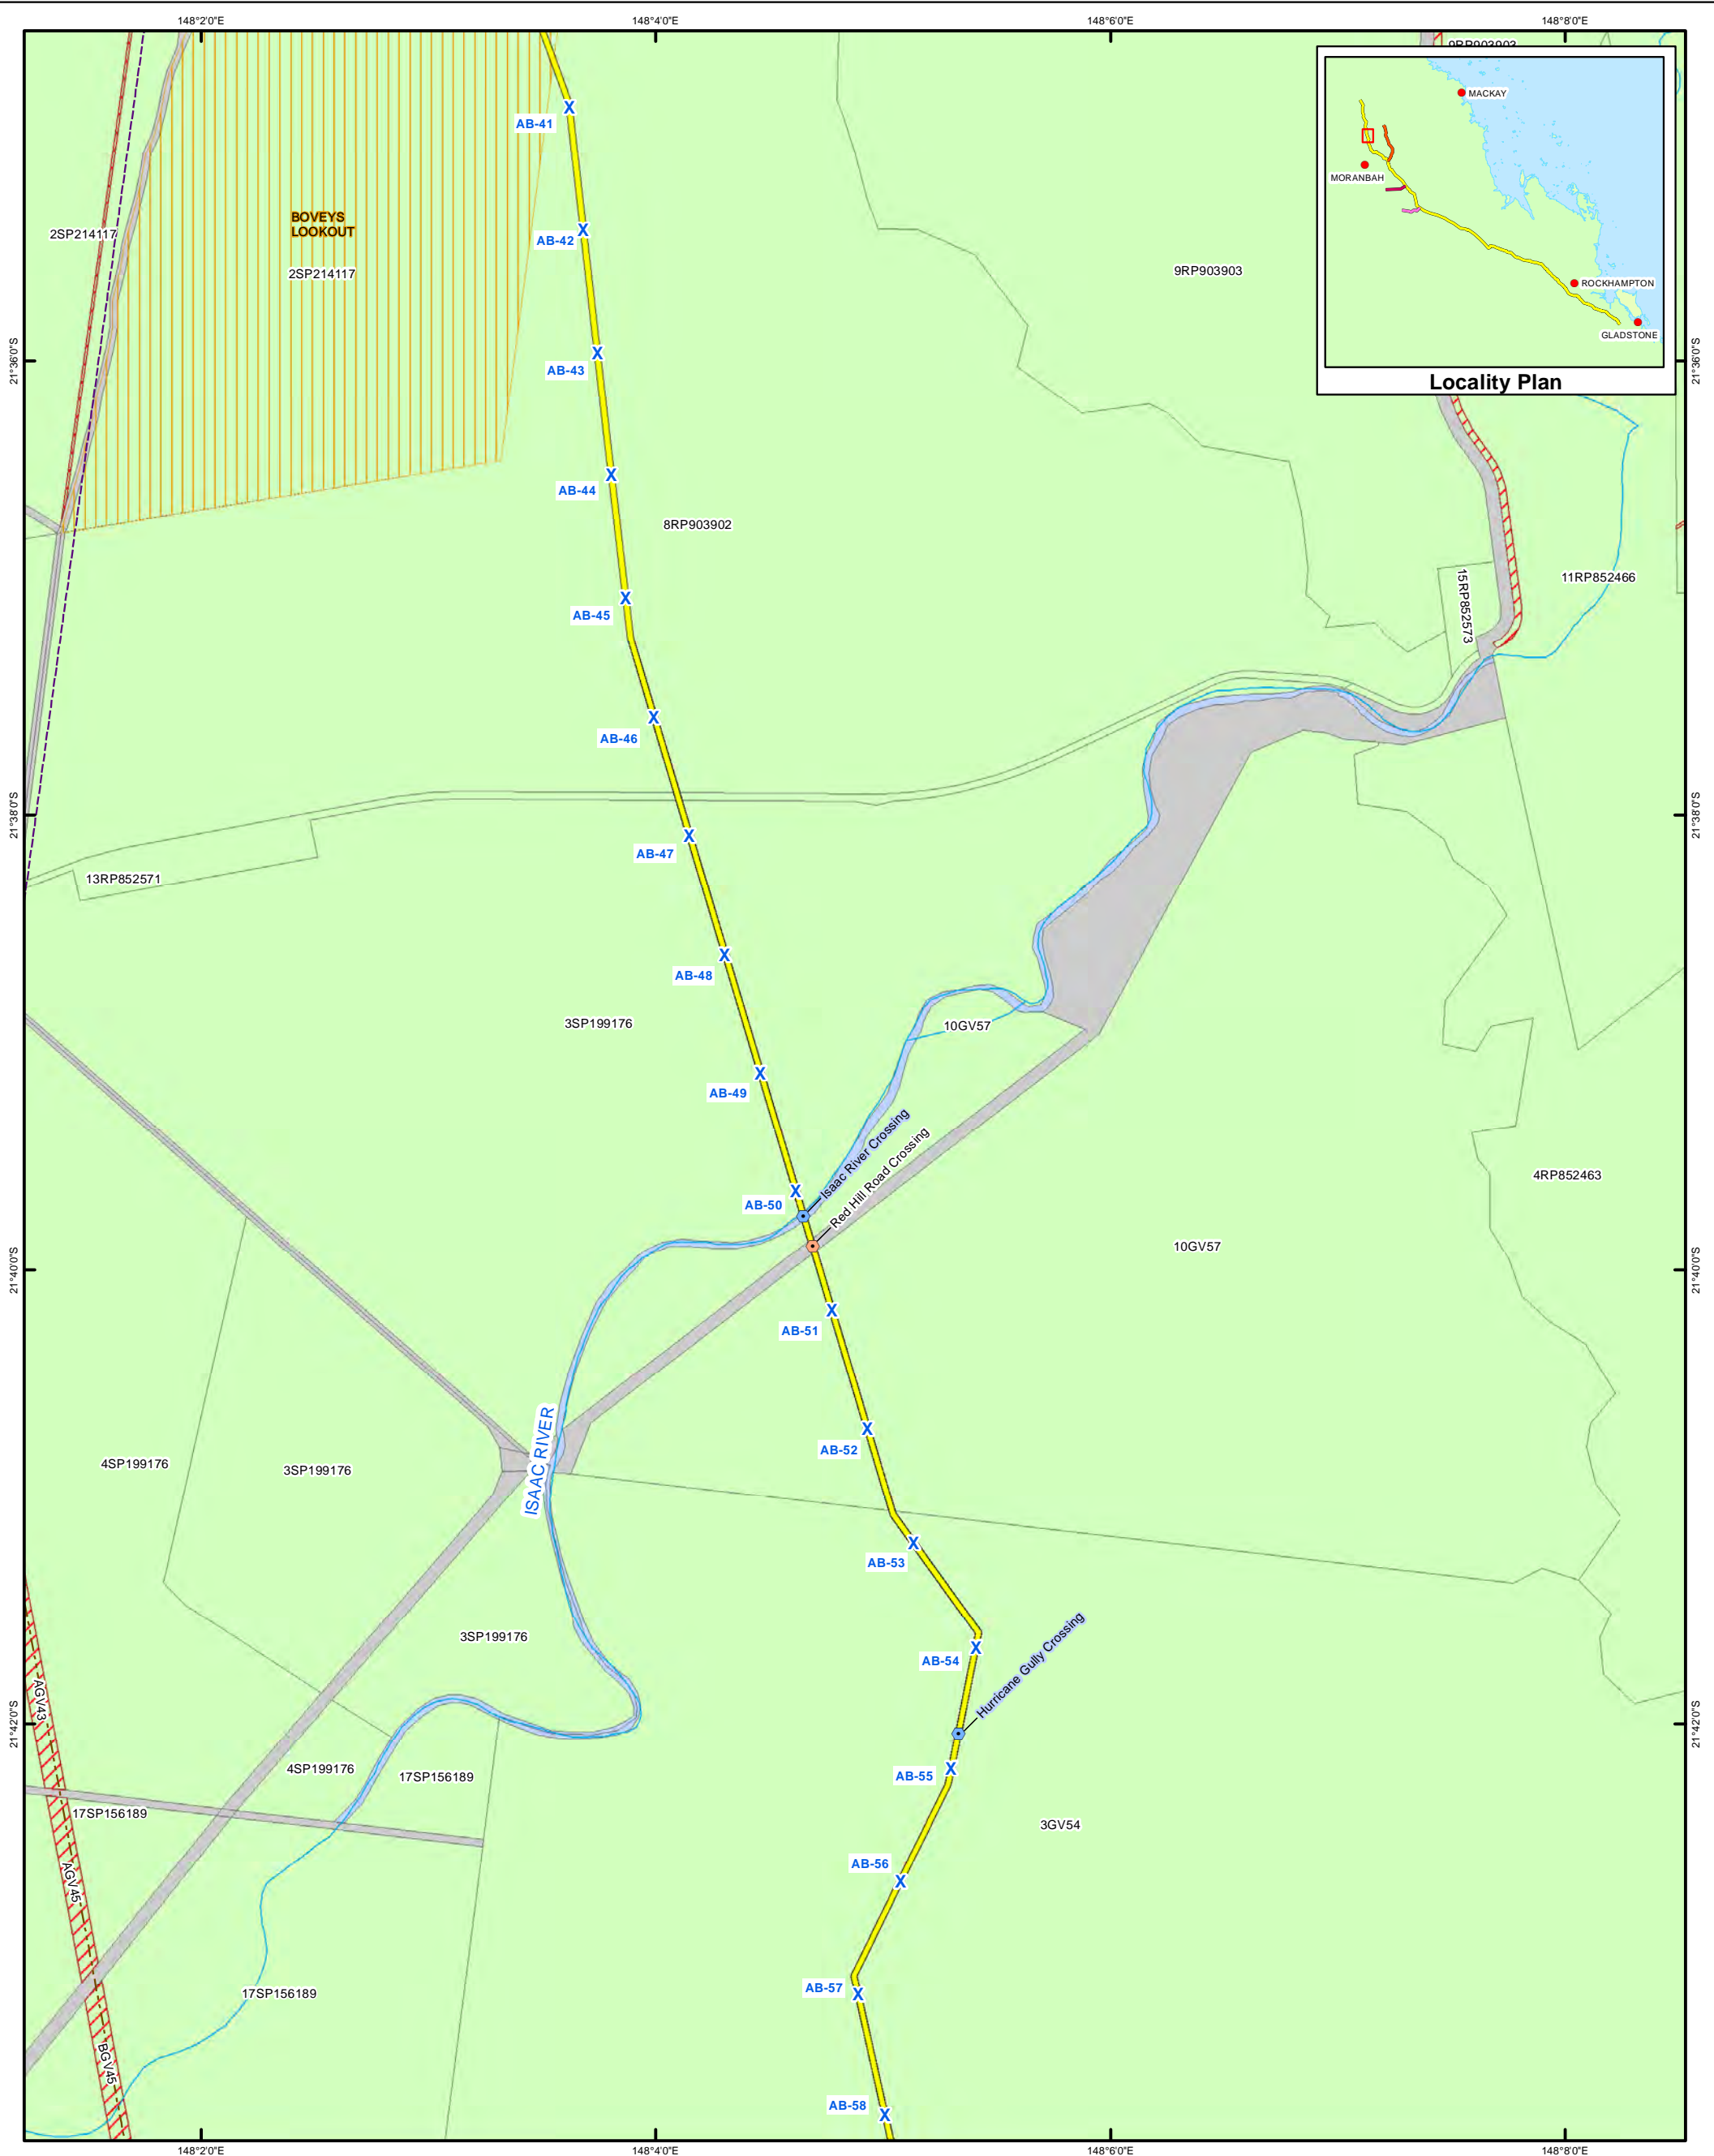 148°2'0"E
148°4'0"E
148°6'0"E
148°8'0"E
9RP903903
MACKAY
MORANBAH
ROCKHAMPTON
GLADSTONE
Locality Plan
AB-41
BOVEYS
LOOKOUT
2SP214117
2SP214117
AB-42
9RP903903
21°36'0"S
21°36'0"S
AB-43
AB-44
8RP903902
15RP852573
11RP852466
AB-45
AB-46
21°38'0"S
21°38'0"S
AB-47
13RP852571
AB-48
3SP199176
10GV57
AB-49
Isaac River Crossing
Red Hill Road Crossing
4RP852463
AB-50
10GV57
21°40'0"S
21°40'0"S
AB-51
AB-52
ISAAC RIVER
4SP199176
3SP199176
AB-53
3SP199176
AB-54
Hurricane Gully Crossing
AGV43
21°42'0"S
21°42'0"S
4SP199176
17SP156189
AB-55
17SP156189
3GV54
AB-56
AGV45
AB-57
17SP156189
BGV45
AB-58
148°2'0"E
148°4'0"E
148°6'0"E
148°8'0"E